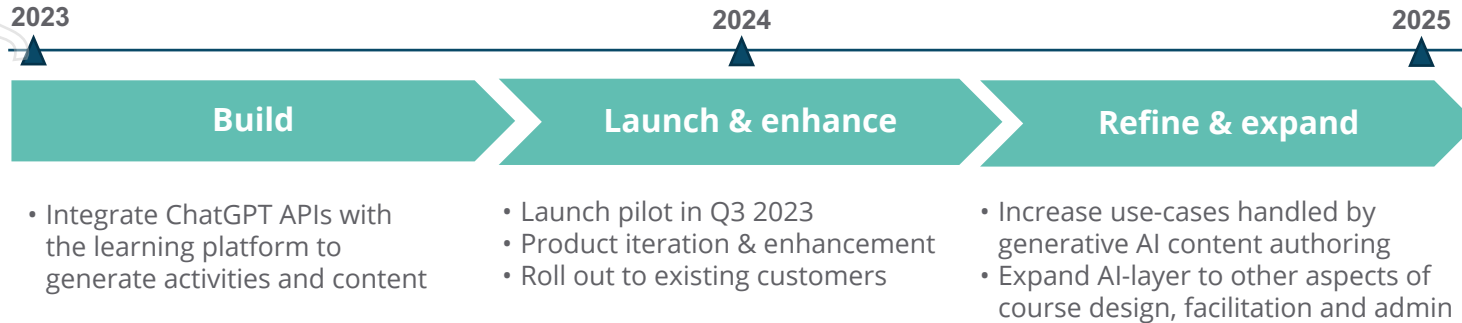 2023
2024
2025
Build
Launch & enhance
Refine & expand
• Integrate ChatGPT APIs with
the learning platform to
generate activities and content
• Launch pilot in Q3 2023
• Product iteration & enhancement
• Roll out to existing customers
• Increase use-cases handled by
generative AI content authoring
• Expand AI-layer to other aspects of
course design, facilitation and admin